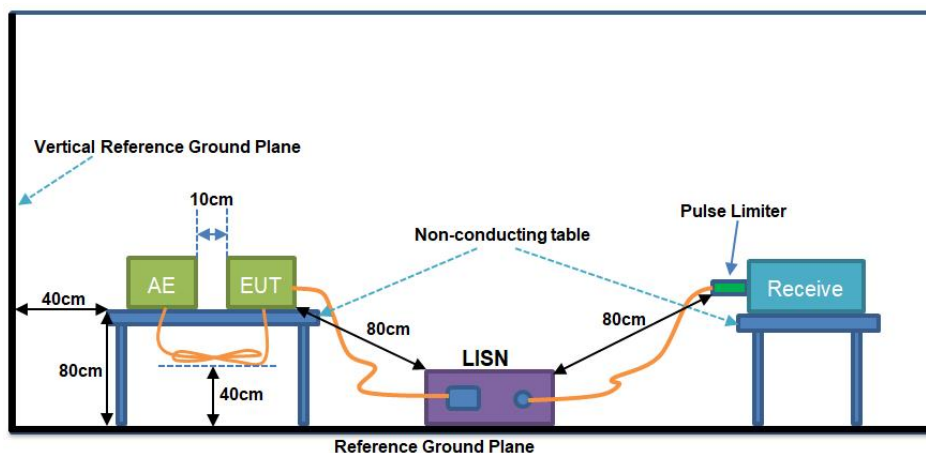 Vertical Reference Ground Plane
10cm
Pulse Limiter
Non-conducting table
AE
EUT
Receive
40cm
80cm
80cm
LISN
80cm
40cm
Reference Ground Plane